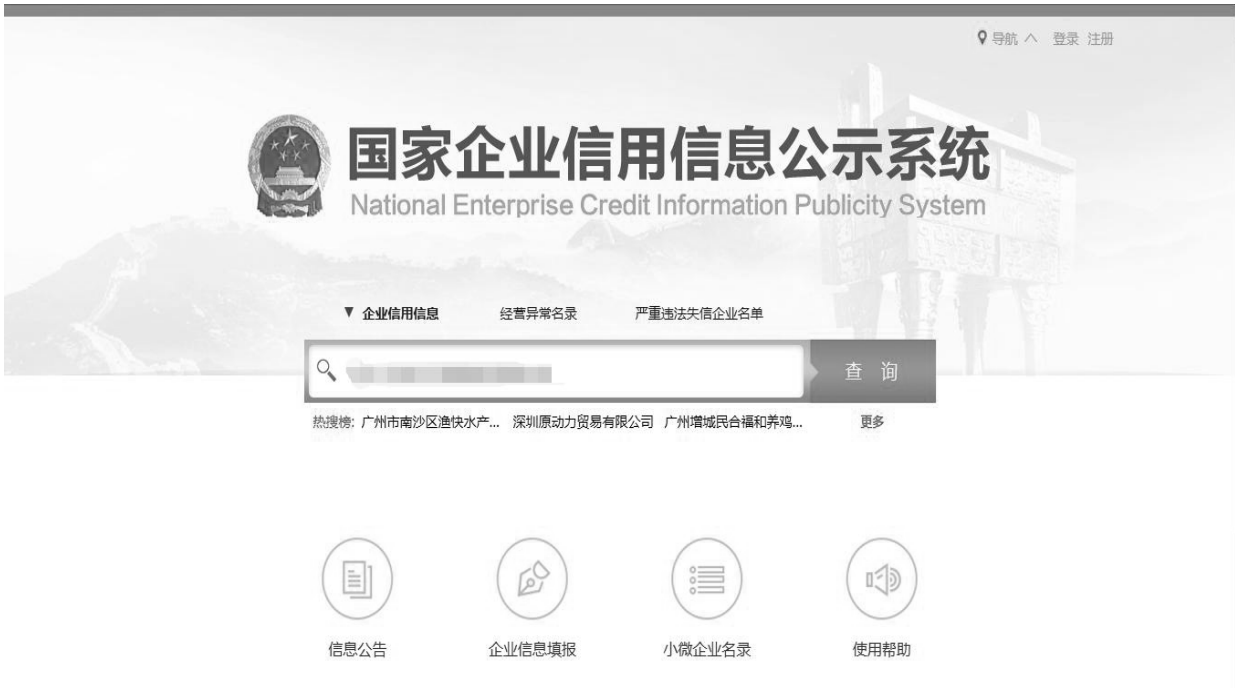 导航 登录 注册
国家企业信用信息公示系统
National Enterprise Credit Information Publicity System
企业信用信息 经营异常名录 严重违法失信企业名单
查 询
热搜榜: 广州市南沙区渔快水产... 深圳原动力贸易有限公司 广州增城民合福和养鸡... 更多
信息公告 企业信息填报 小微企业名录 使用帮助